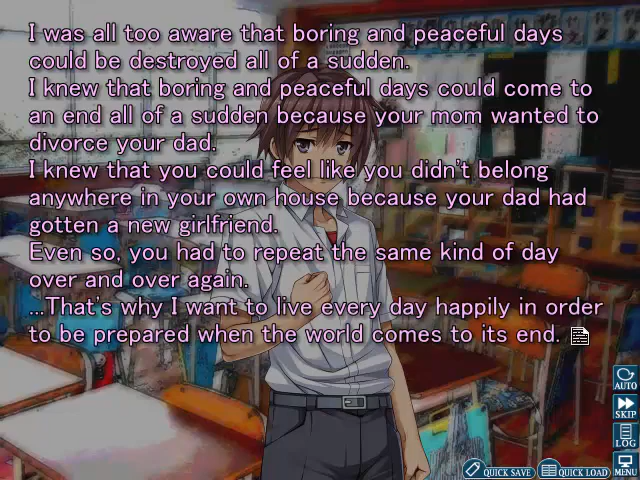 I was all too aware that boring and peaceful days
could be destroyed all of a sudden.
I knew that boring and peaceful days could come to
an end all of a sudden because your mom wanted to
divorce your dad.
I knew that you could feel like you didn't belong
anywhere in your own house because your dad had
gotten a new girlfriend.
Even so, you had to repeat the same kind of day
over and over again.
...That's why I want to live every day happily in order
to be prepared when the world comes to its end.
AUTO
SKIP
LOG
MENU
QUICK SAVE
QUICK LOAD